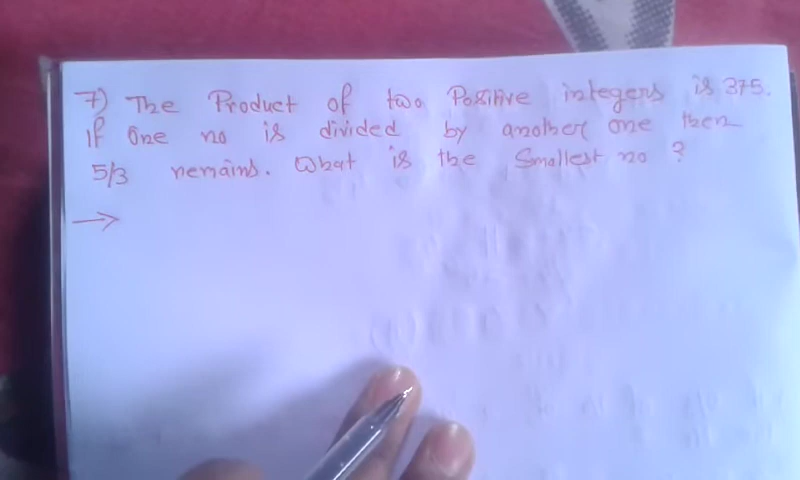 7) The Product of two Positive integers is 375.
If one no is divided by another one then
5/3 remains. What is the Smallest no ?
→